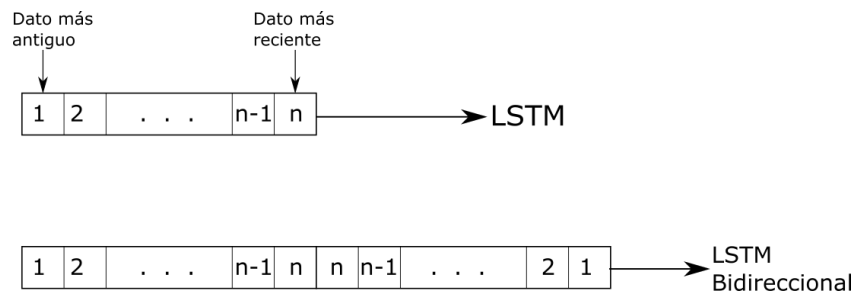 Dato más
antiguo
Dato más
reciente
1 2 . . . n-1 n LSTM
1 2 . . . n-1 n n n-1 . . . 2 1 LSTM
Bidireccional